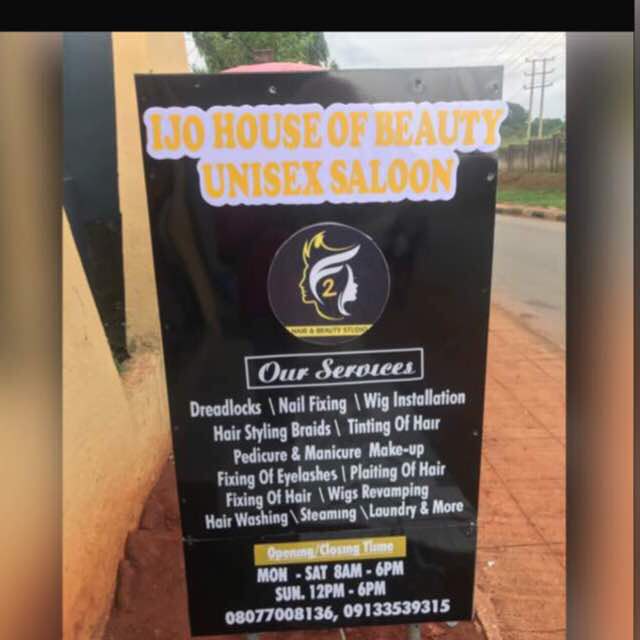 IJO HOUSE OF BEAUTY
UNISEX SALOON
2
HAIR & BEAUTY STUDIO
Our Services
Dreadlocks \ Nail Fixing \ Wig Installation
Hair Styling Braids \ Tinting Of Hair
Pedicure & Manicure Make-up
Fixing Of Eyelashes | Plaiting Of Hair
Fixing Of Hair \ Wigs Revamping
Hair Washing \ Steaming \ Laundry & More
Opening/Closing Time
MON - SAT 8AM - 6PM
SUN. 12PM - 6PM
08077008136, 09133539315